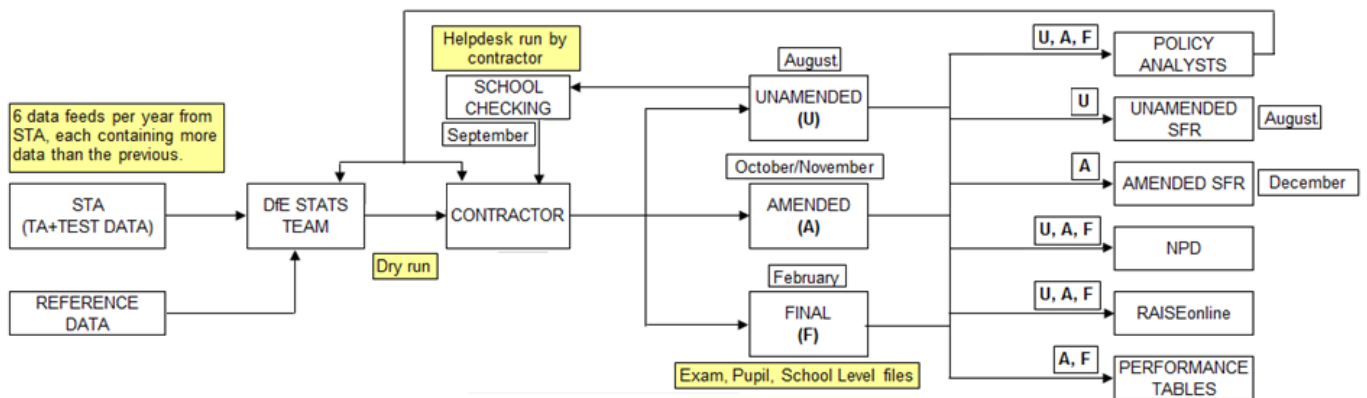 Helpdesk run by
contractor
SCHOOL
CHECKING
September
6 data feeds per year from
STA, each containing more
data than the previous.
STA
(TA+TEST DATA)
REFERENCE
DATA
DfE STATS
TEAM
Dry run
CONTRACTOR
August
UNAMENDED
(U)
October/November
AMENDED
(A)
February
FINAL
(F)
Exam, Pupil, School Level files
U, A, F
POLICY
ANALYSTS
U
UNAMENDED
SFR
August
A
AMENDED SFR
December
U, A, F
NPD
U, A, F
RAISEonline
A, F
PERFORMANCE
TABLES